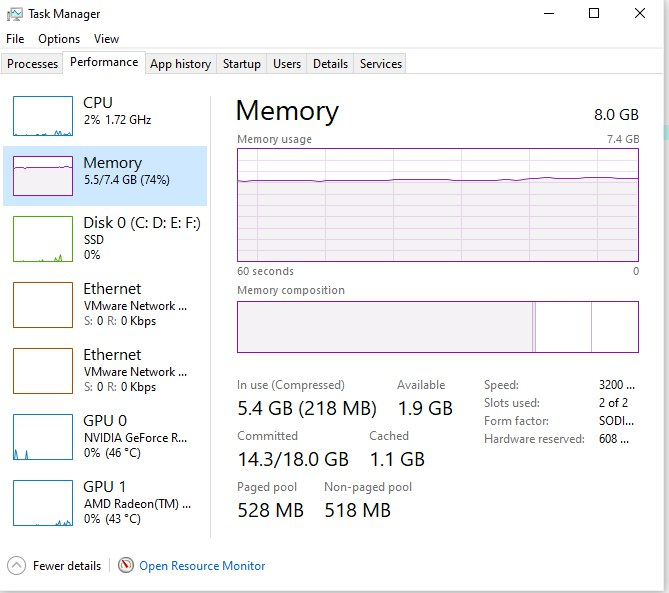 Task Manager
File Options View
Processes Performance App history Startup Users Details Services
CPU
2% 1.72 GHz
Memory
5.5/7.4 GB (74%)
Disk 0 (C: D: E: F:)
SSD
0%
Ethernet
VMware Network ...
S: 0 R: 0 Kbps
Ethernet
VMware Network ...
S: 0 R: 0 Kbps
GPU 0
NVIDIA GeForce R...
0% (46 °C)
GPU 1
AMD Radeon(TM) ...
0% (43 °C)
Memory 8.0 GB
Memory usage 7.4 GB
60 seconds 0
Memory composition
In use (Compressed) Available
5.4 GB (218 MB) 1.9 GB
Committed Cached
14.3/18.0 GB 1.1 GB
Paged pool Non-paged pool
528 MB 518 MB
Speed: 3200 ...
Slots used: 2 of 2
Form factor: SODI...
Hardware reserved: 608 ...
Fewer details Open Resource Monitor